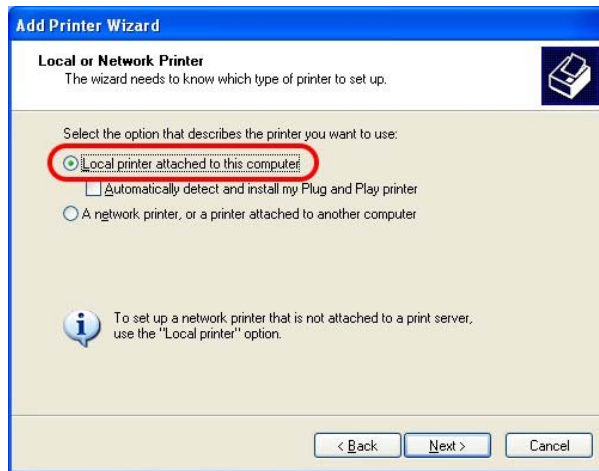 Add Printer Wizard
Local or Network Printer
The wizard needs to know which type of printer to set up.
Select the option that describes the printer you want to use:
Local printer attached to this computer
Automatically detect and install my Plug and Play printer
A network printer, or a printer attached to another computer
To set up a network printer that is not attached to a print server,
use the "Local printer" option.
< Back Next > Cancel